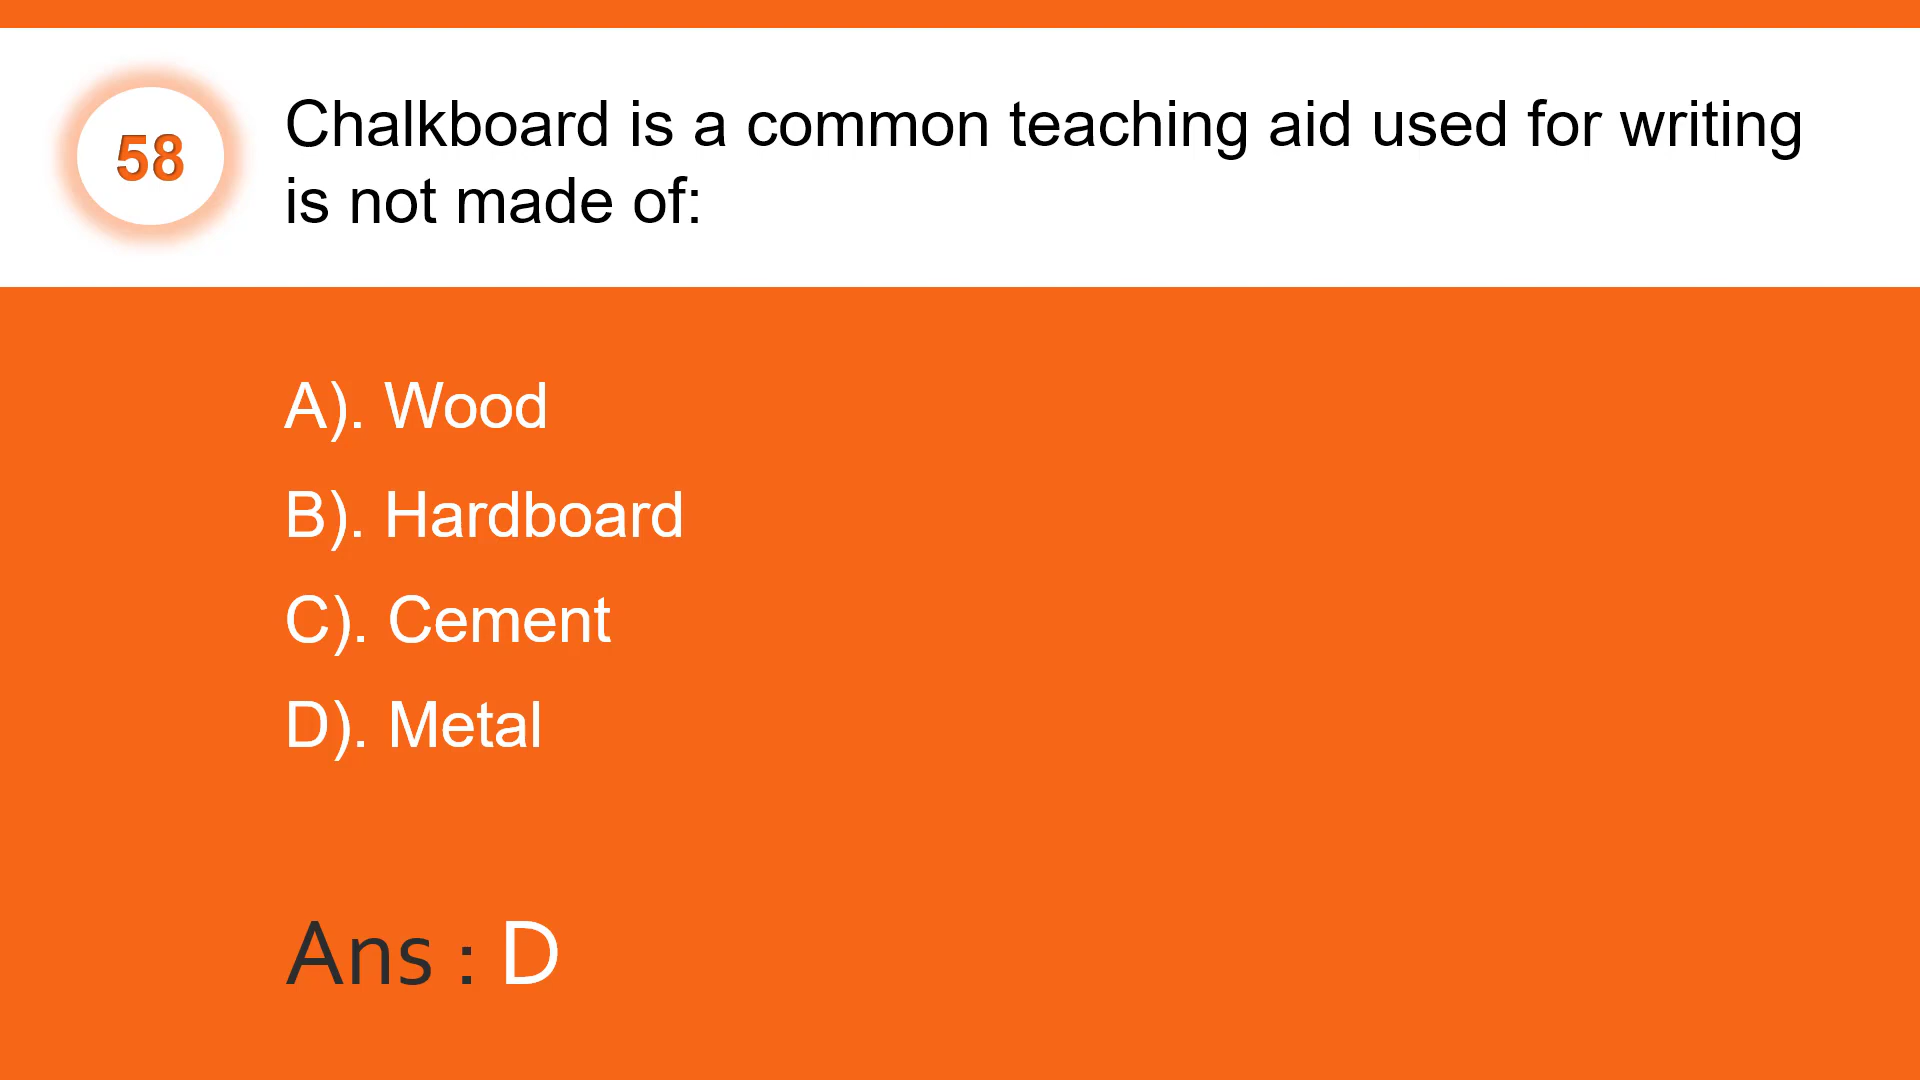 58
Chalkboard is a common teaching aid used for writing
is not made of:
A). Wood
B). Hardboard
C). Cement
D). Metal
Ans : D